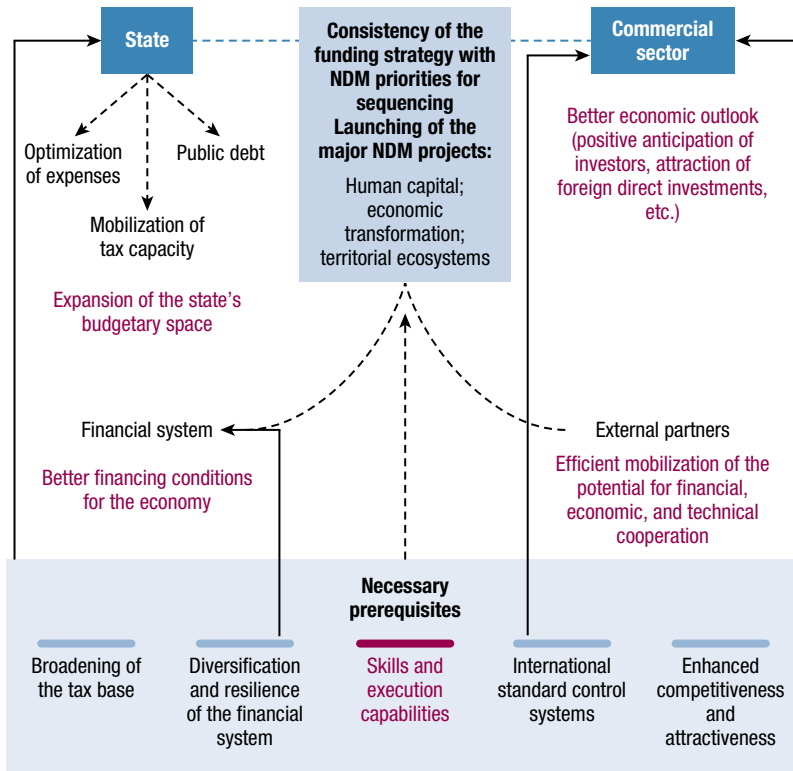 State
Consistency of the
funding strategy with
NDM priorities for
sequencing
Launching of the
major NDM projects:
Human capital;
economic
transformation;
territorial ecosystems
Commercial
sector
Optimization
of expenses
Public debt
Mobilization of
tax capacity
Expansion of the state’s
budgetary space
Better economic outlook
(positive anticipation of
investors, attraction of
foreign direct investments,
etc.)
Financial system
Better financing conditions
for the economy
External partners
Efficient mobilization of the
potential for financial,
economic, and technical
cooperation
Necessary
prerequisites
Broadening of
the tax base
Diversification
and resilience
of the financial
system
Skills and
execution
capabilities
International
standard control
systems
Enhanced
competitiveness
and
attractiveness